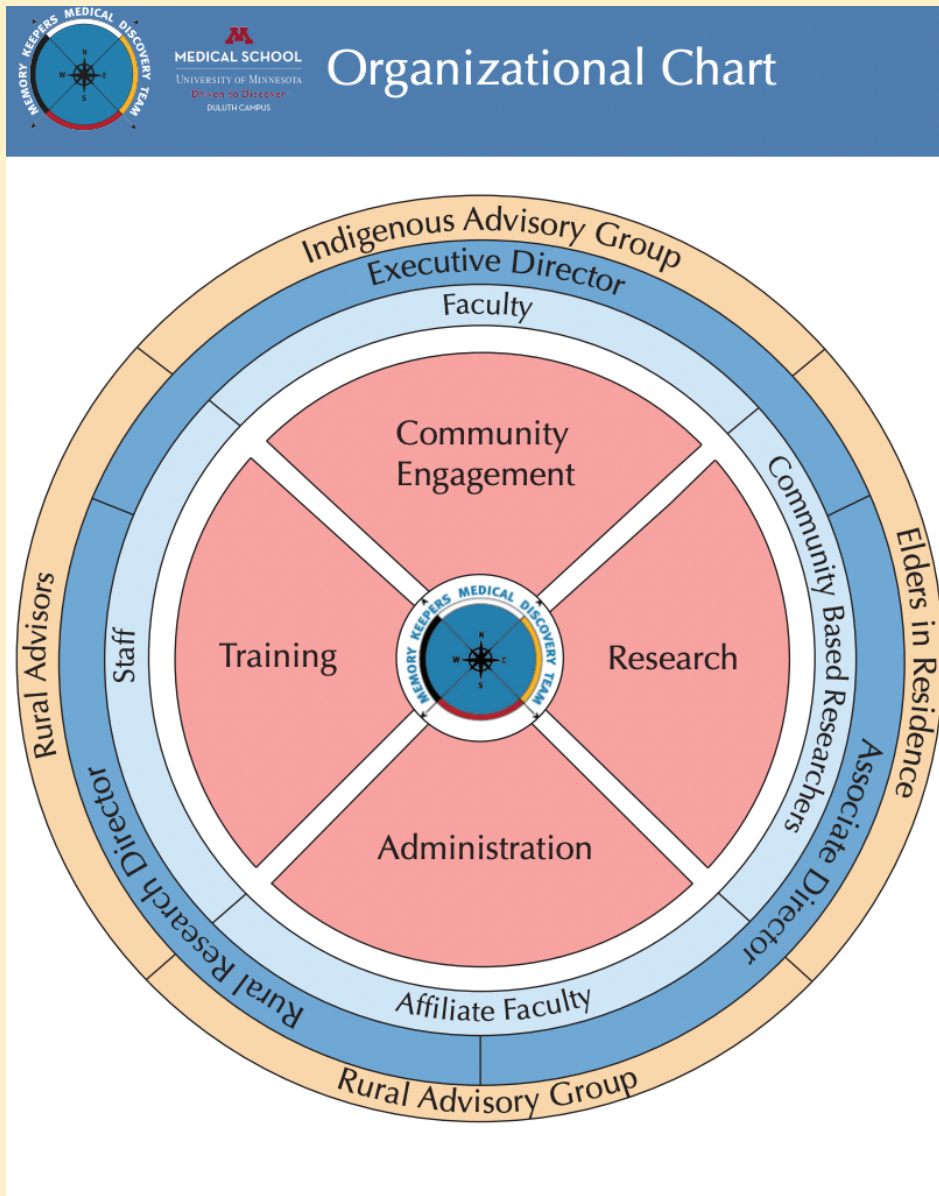 MEMORY KEEPERS MEDICAL DISCOVERY TEAM
N
W E
S
M
MEDICAL SCHOOL
UNIVERSITY OF MINNESOTA
Driven to Discover
DULUTH CAMPUS
Organizational Chart
Indigenous Advisory Group
Executive Director
Faculty
Community
Engagement
Community Based Researchers
Elders in Residence
Rural Advisors
Staff
Training
MEMORY KEEPERS MEDICAL DISCOVERY TEAM
N
W E
S
Research
Associate Director
Rural Research Director
Administration
Affiliate Faculty
Rural Advisory Group